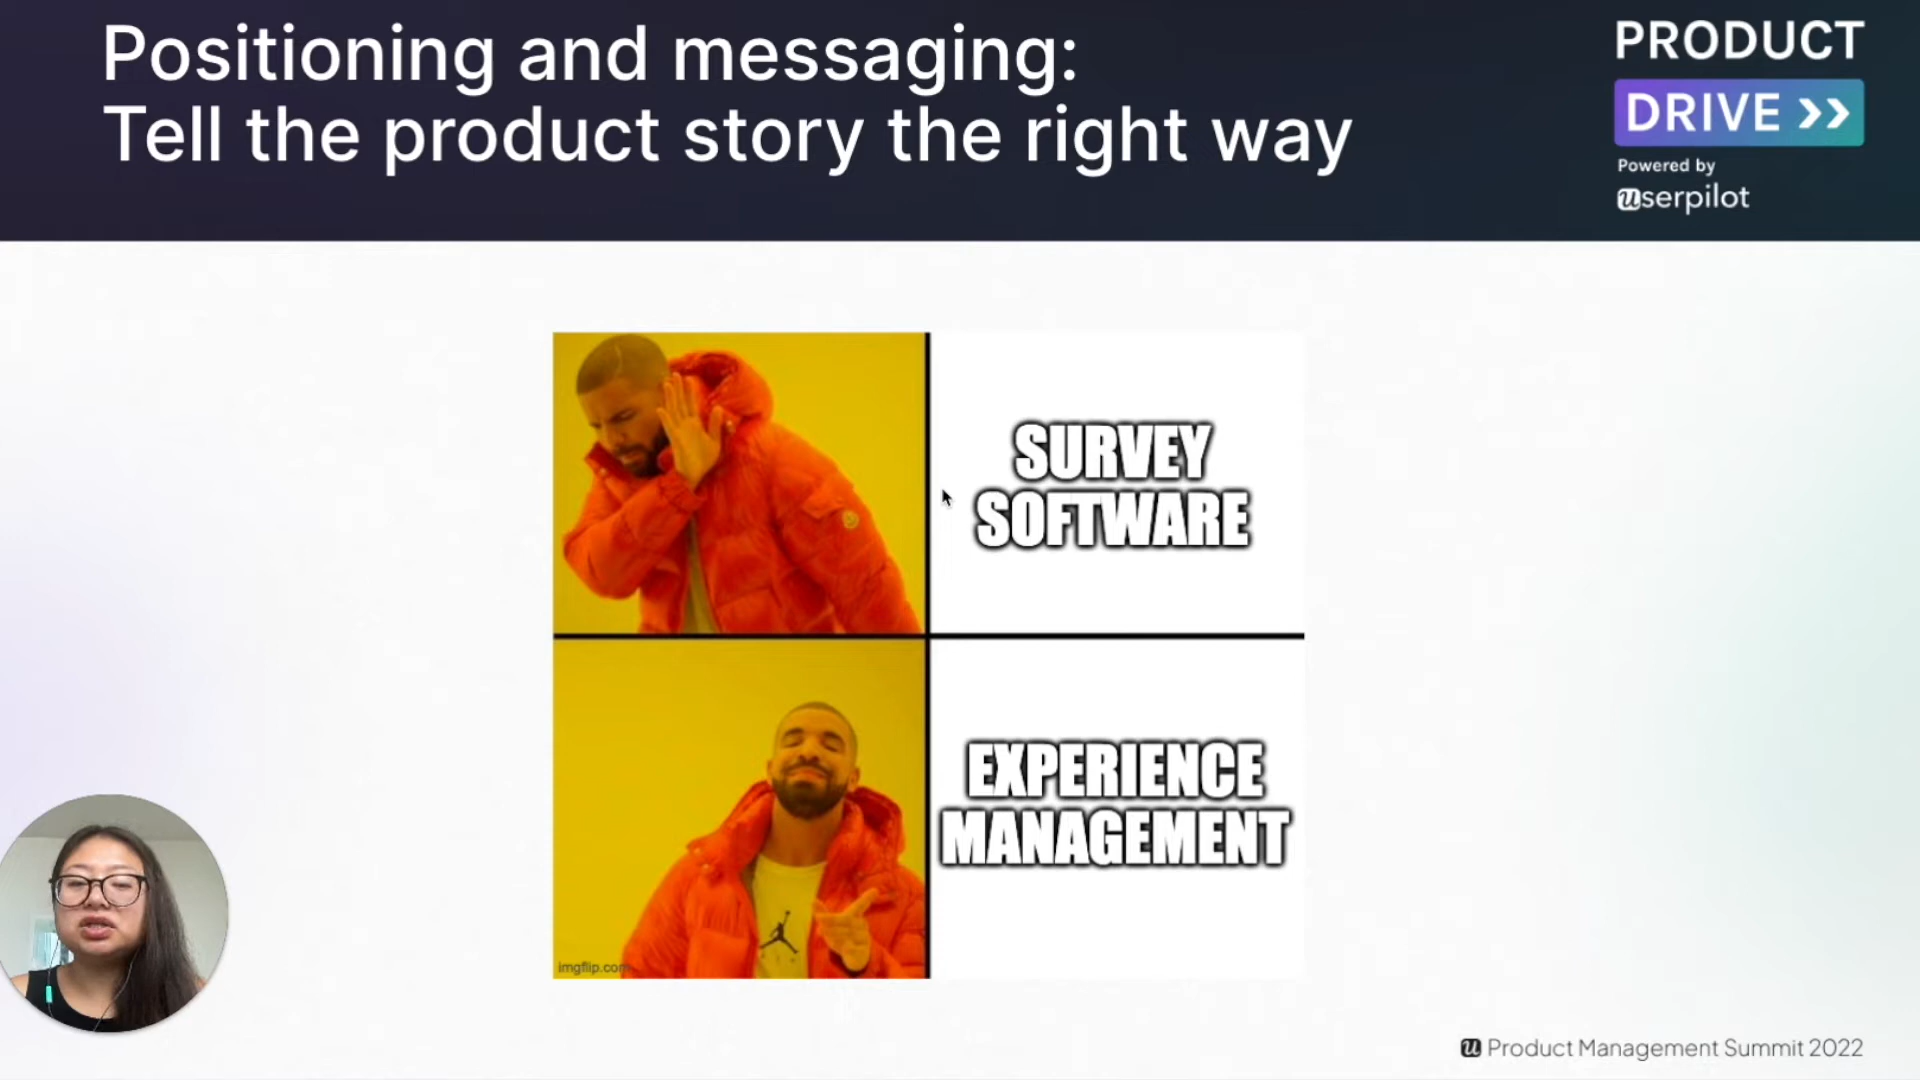 Positioning and messaging:
Tell the product story the right way
PRODUCT
DRIVE >>
Powered by
userpilot
SURVEY
SOFTWARE
EXPERIENCE
MANAGEMENT
imgflip.com
u Product Management Summit 2022